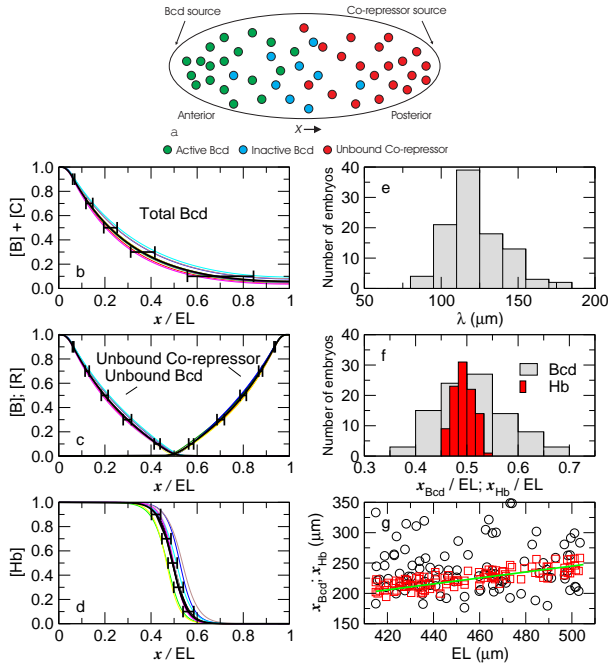 Bcd source
Co-repressor source
Anterior
Posterior
a
x
Active Bcd
Inactive Bcd
Unbound Co-repressor
1.0
0.8
0.6
0.4
0.2
0.0
[B] + [C]
Total Bcd
b
0
0.2
0.4
0.6
0.8
1
x / EL
1.0
0.8
0.6
0.4
0.2
0.0
[B]; [R]
Unbound Co-repressor
Unbound Bcd
c
0
0.2
0.4
0.6
0.8
1
x / EL
1.0
0.8
0.6
0.4
0.2
0.0
[Hb]
d
0
0.2
0.4
0.6
0.8
1
x / EL
40
30
20
10
0
Number of embryos
e
50
100
150
200
λ (μm)
40
30
20
10
0
Number of embryos
f
Bcd
Hb
0.3
0.4
0.5
0.6
0.7
xBcd / EL; xHb / EL
350
300
250
200
150
xBcd; xHb (μm)
g
420
440
460
480
500
EL (μm)